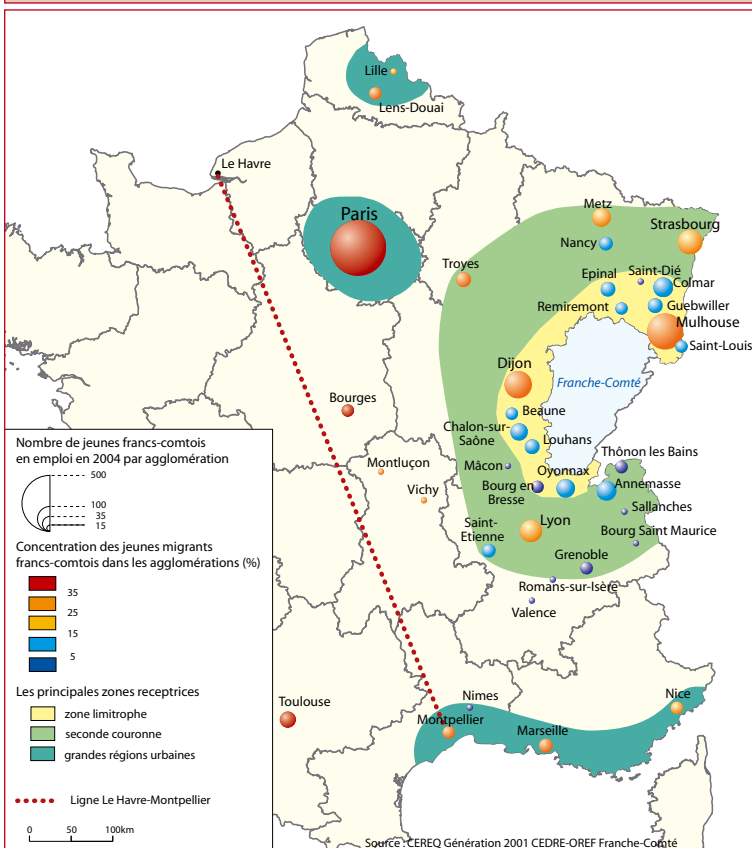 Lille
Lens-Douai
Le Havre
Paris
Metz
Strasbourg
Nancy
Troyes
Epinal
Saint-Dié
Colmar
Remiremont
Guebwiller
Mulhouse
Saint-Louis
Dijon
Franche-Comté
Bourges
Beaune
Chalon-sur-
Saône
Louhans
Mâcon
Thônon les Bains
Oyonnax
Annemasse
Bourg en
Bresse
Montluçon
Vichy
Sallanches
Lyon
Bourg Saint Maurice
Saint-
Etienne
Grenoble
Romans-sur-Isère
Valence
Toulouse
Nimes
Nice
Montpellier
Marseille
Nombre de jeunes francs-comtois
en emploi en 2004 par agglomération
500
100
35
15
Concentration des jeunes migrants
francs-comtois dans les agglomérations (%)
35
25
15
5
Les principales zones receptrices
zone limitrophe
seconde couronne
grandes régions urbaines
Ligne Le Havre-Montpellier
0 50 100km
Source : CEREQ Génération 2001 CEDRE-OREF Franche-Comté